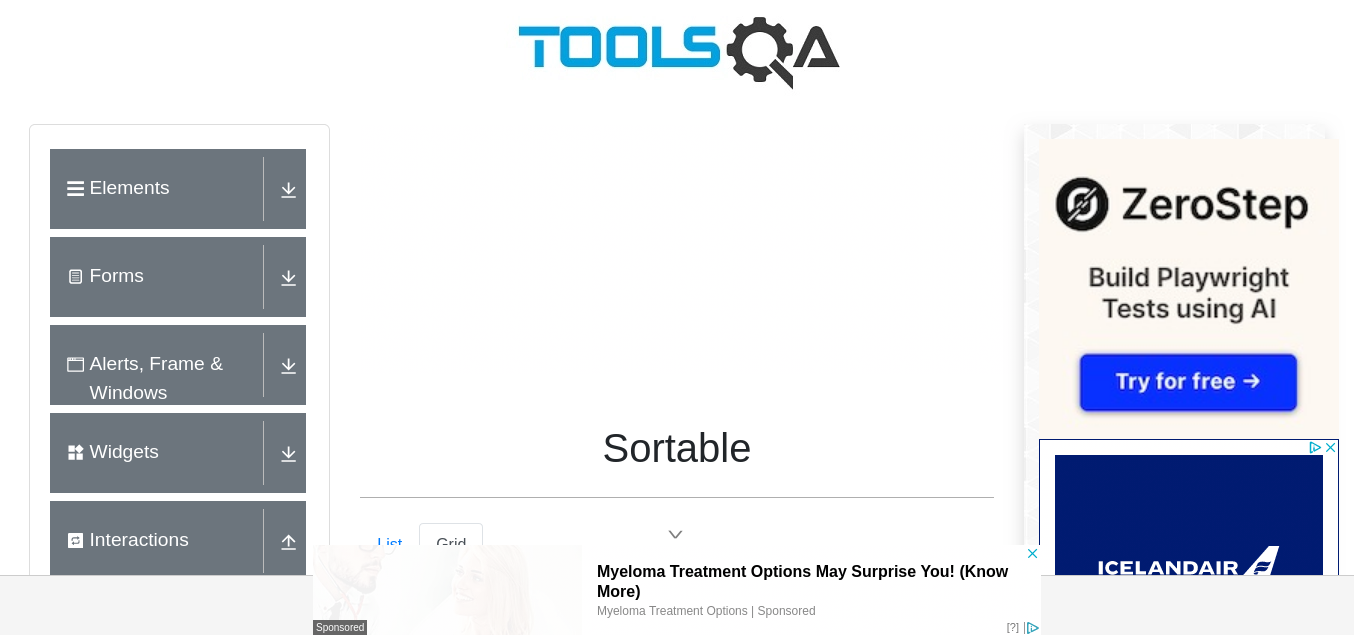 TOOLSQA
Elements
Forms
Alerts, Frame &
Windows
Widgets
Interactions
Sortable
List
Grid
ZeroStep
Build Playwright
Tests using AI
Try for free →
ICELANDAIR
Myeloma Treatment Options May Surprise You! (Know
More)
Myeloma Treatment Options | Sponsored
Sponsored
[?]